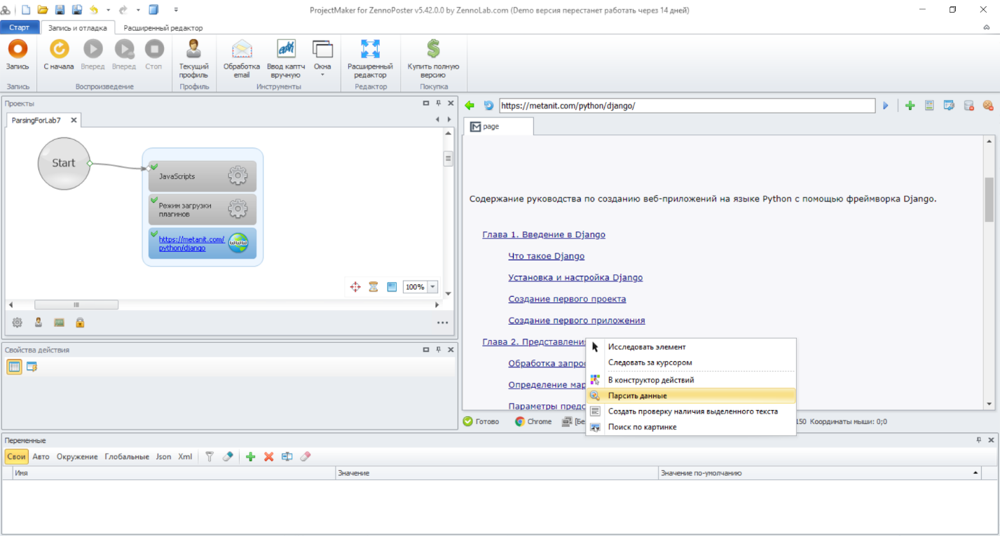 ProjectMaker for ZennoPoster v5.42.0.0 by ZennoLab.com (Demo версия перестанет работать через 14 дней)
Старт Запись и отладка Расширенный редактор
Запись
С начала Вперед Вперед Стоп
Текущий
профиль
Обработка
email
Ввод каптч
вручную
Окна
Расширенный
редактор
Купить полную
версию
Запись Воспроизведение Профиль Инструменты Редактор Покупка
Проекты
ParsingForLab7
Start
JavaScripts
Режим загрузки
плагинов
https://metanit.com/
python/django
100%
Свойства действия
https://metanit.com/python/django/
page
Содержание руководства по созданию веб-приложений на языке Python с помощью фреймворка Django.
Глава 1. Введение в Django
Что такое Django
Установка и настройка Django
Создание первого проекта
Создание первого приложения
Глава 2. Представлени
Обработка запро
Определение мар
Параметры предс
Исследовать элемент
Следовать за курсором
В конструктор действий
Парсить данные
Создать проверку наличия выделенного текста
Поиск по картинке
Готово Chrome [Бе 150 Координаты мыши: 0;0
Переменные
Свои Авто Окружение Глобальные Json Xml
Имя Значение Значение по-умолчанию